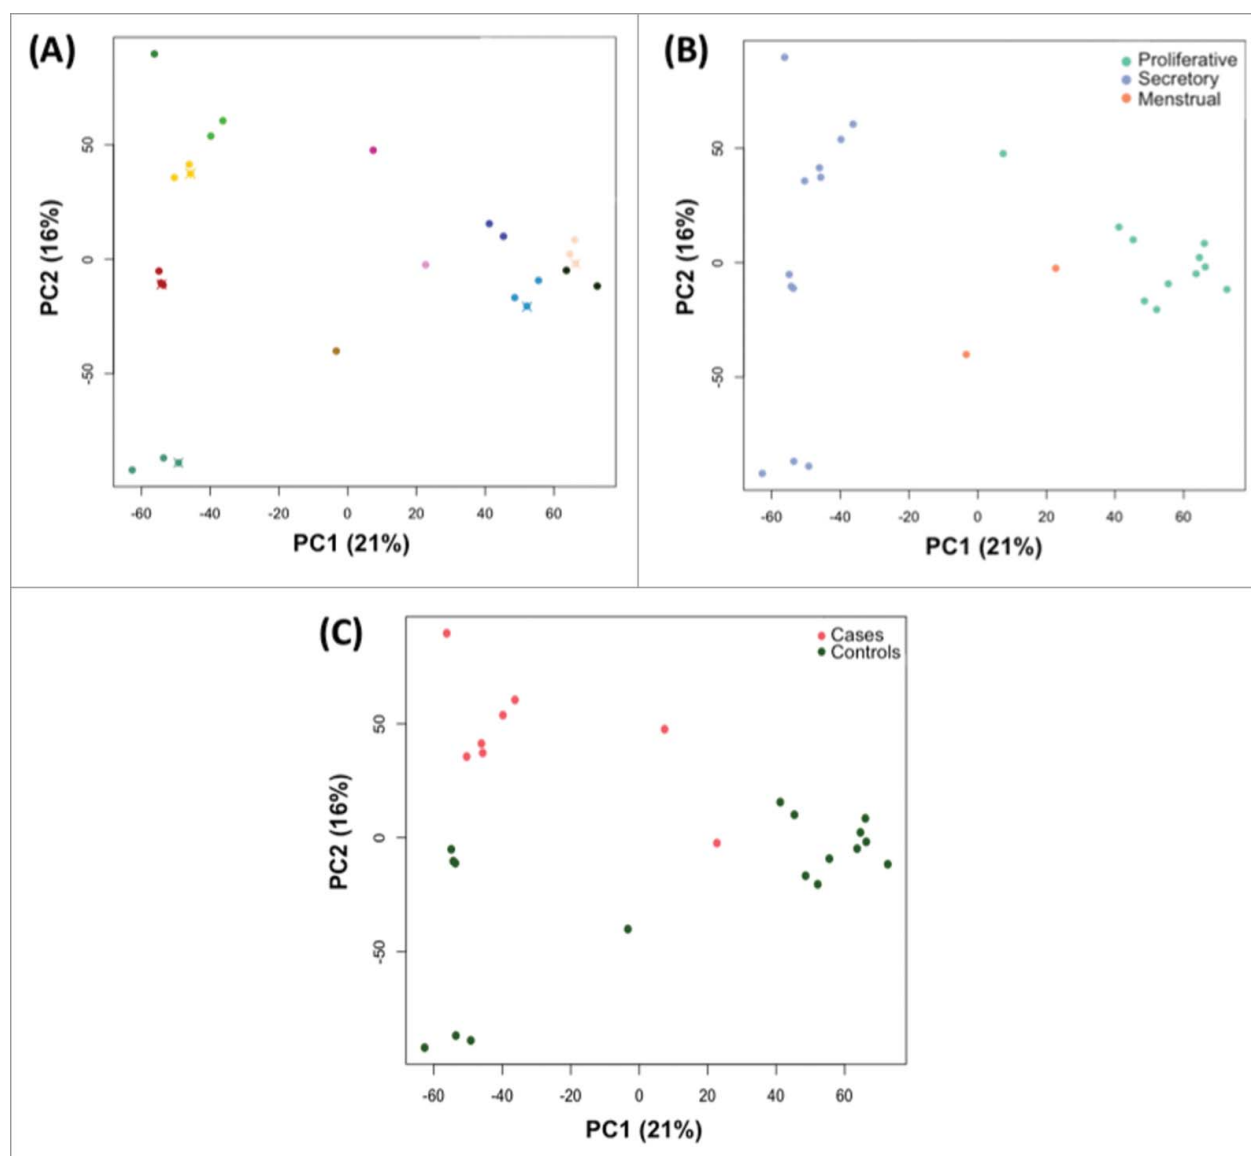 (A)
50
0
-50
PC2 (16%)
-60 -40 -20 0 20 40 60
PC1 (21%)
(B)
Proliferative
Secretory
Menstrual
50
0
-50
PC2 (16%)
-60 -40 -20 0 20 40 60
PC1 (21%)
(C)
Cases
Controls
50
0
-50
PC2 (16%)
-60 -40 -20 0 20 40 60
PC1 (21%)